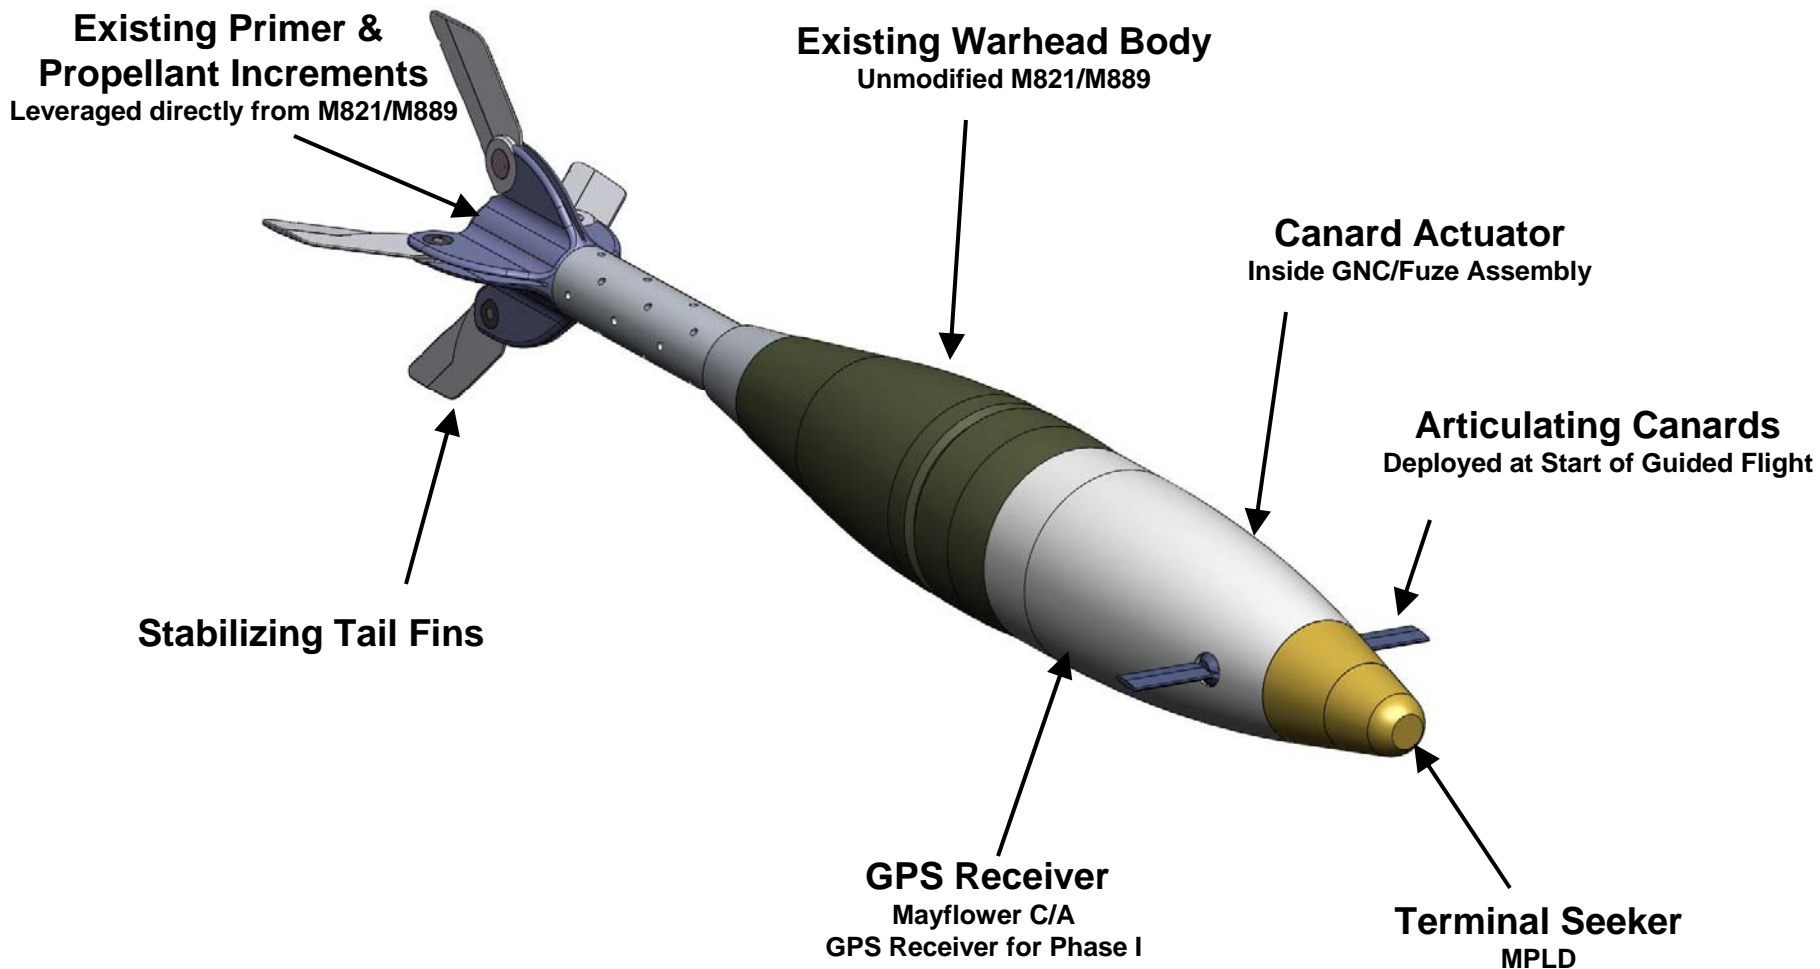 Existing Primer &
Propellant Increments
Leveraged directly from M821/M889
Existing Warhead Body
Unmodified M821/M889
Canard Actuator
Inside GNC/Fuze Assembly
Articulating Canards
Deployed at Start of Guided Flight
Stabilizing Tail Fins
GPS Receiver
Mayflower C/A
GPS Receiver for Phase I
Terminal Seeker
MPLD